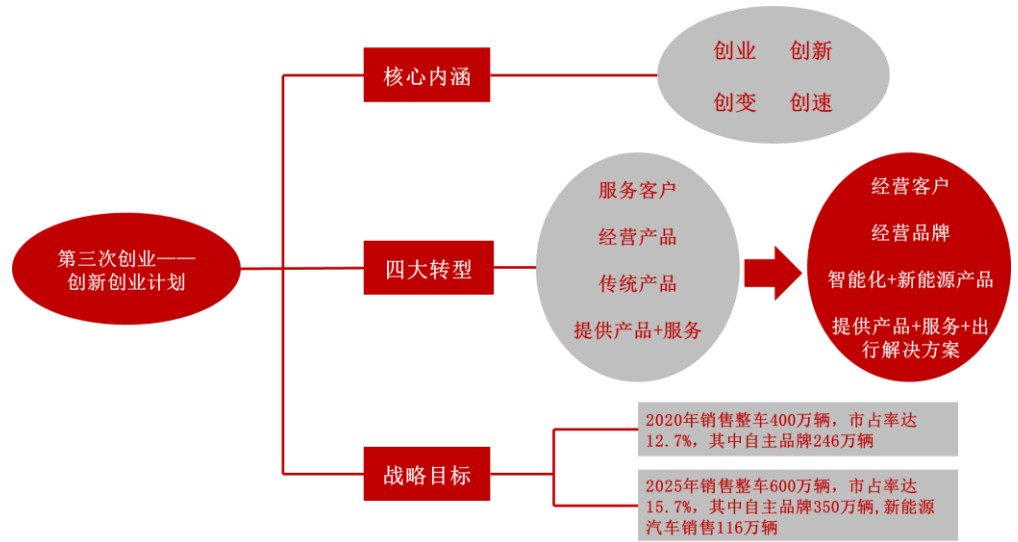 第三次创业——
创新创业计划
核心内涵
创业 创新
创变 创速
四大转型
服务客户
经营产品
传统产品
提供产品+服务
经营客户
经营品牌
智能化+新能源产品
提供产品+服务+出
行解决方案
战略目标
2020年销售整车400万辆，市占率达
12.7%，其中自主品牌246万辆
2025年销售整车600万辆，市占率达
15.7%，其中自主品牌350万辆,新能源
汽车销售116万辆